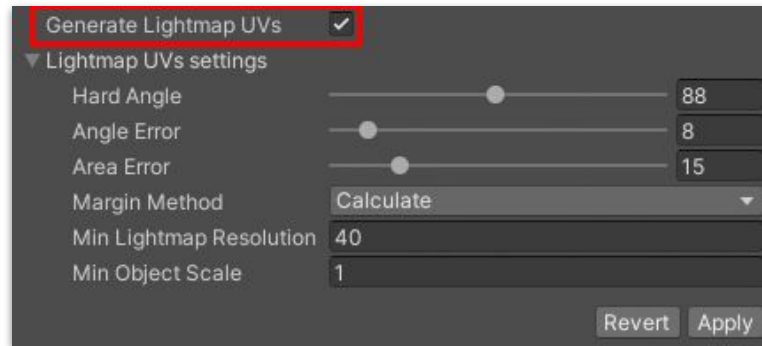 Generate Lightmap UVs
Lightmap UVs settings
Hard Angle 88
Angle Error 8
Area Error 15
Margin Method Calculate
Min Lightmap Resolution 40
Min Object Scale 1
Revert Apply